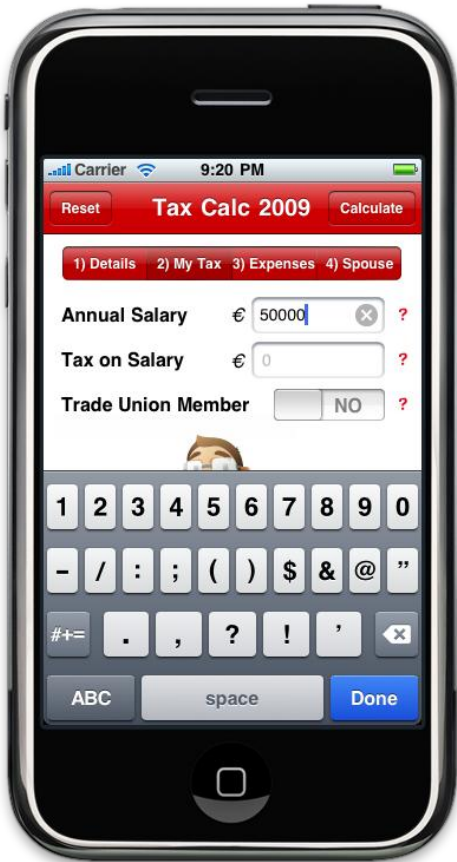 Carrier 9:20 PM
Reset Tax Calc 2009 Calculate
1) Details 2) My Tax 3) Expenses 4) Spouse
Annual Salary € 50000 ?
Tax on Salary € 0 ?
Trade Union Member NO ?
1 2 3 4 5 6 7 8 9 0
- / : ; ( ) $ & @ "
#+= . , ? ! '
ABC space Done